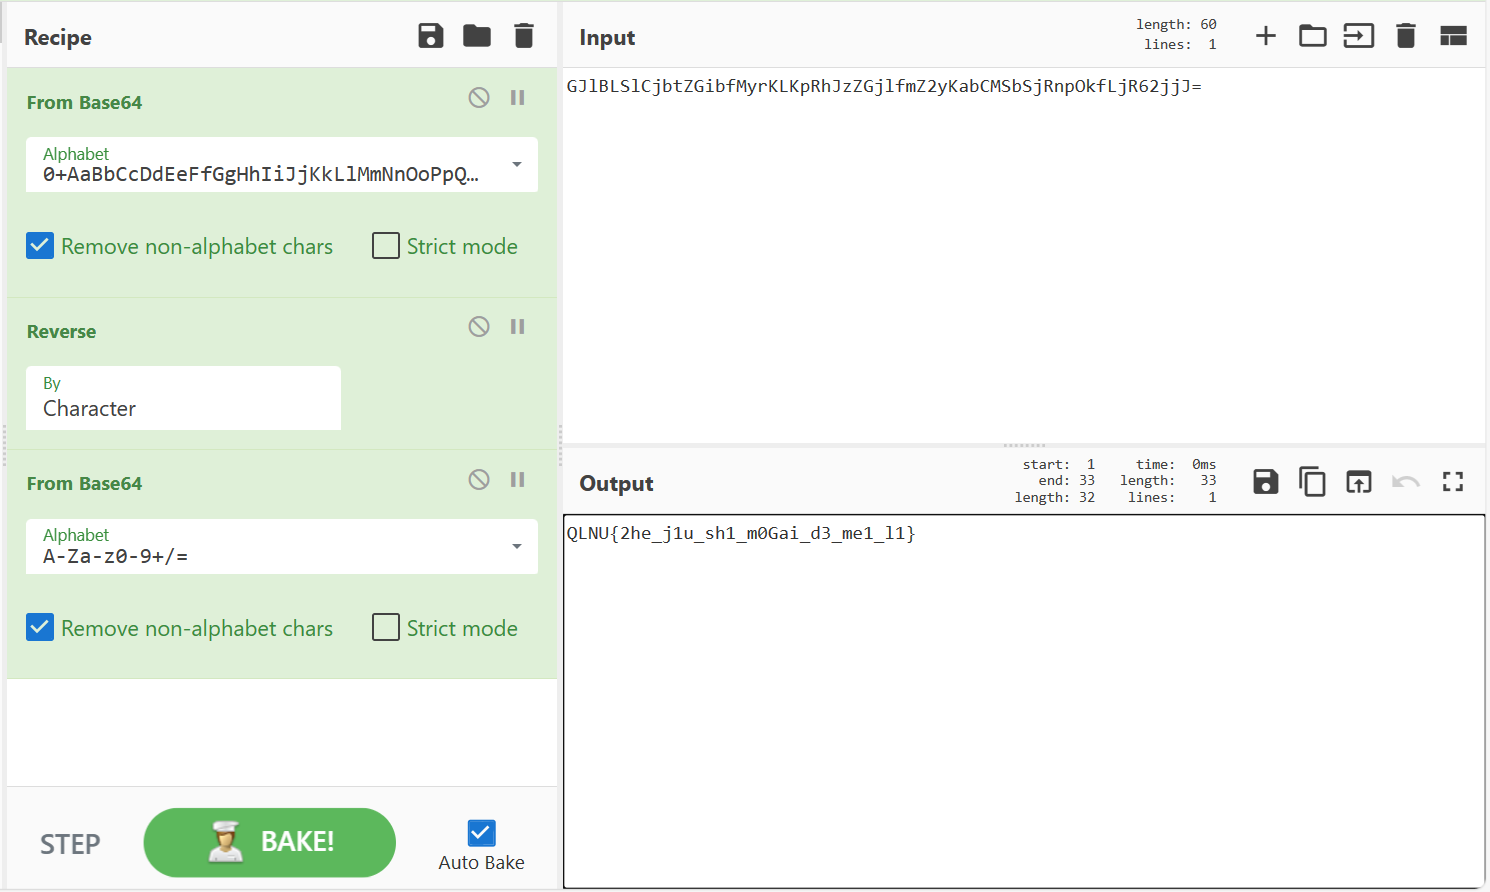 Recipe
From Base64
Alphabet
0+AaBbCcDdEeFfGgHhIiJjKkLlMmNnOoPpQ…
Remove non-alphabet chars
Strict mode
Reverse
By
Character
From Base64
Alphabet
A-Za-z0-9+/=
Remove non-alphabet chars
Strict mode
STEP
BAKE!
Auto Bake
Input
length: 60
lines: 1
GJlBLSlCjbtZGibfMyrKLKpRhJzZGjlfmZ2yKabCMSbSjRnpOkfLjR62jjJ=
Output
start: 1
end: 33
length: 32
time: 0ms
length: 33
lines: 1
QLNU{2he_j1u_sh1_m0Gai_d3_me1_l1}